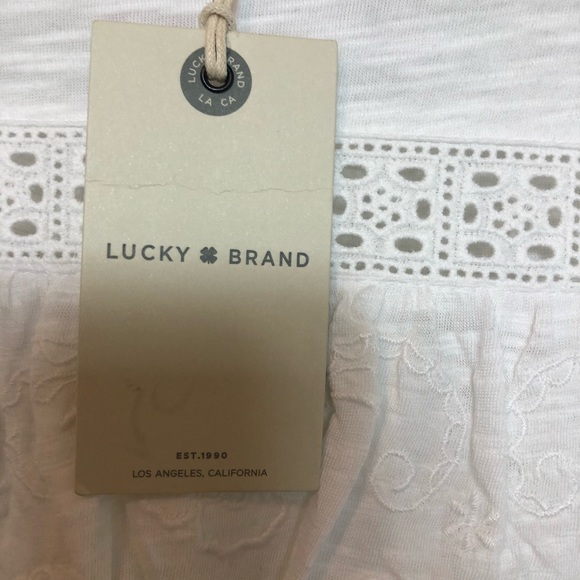 LUCKY BRAND
LA CA
LUCKY BRAND
EST.1990
LOS ANGELES, CALIFORNIA